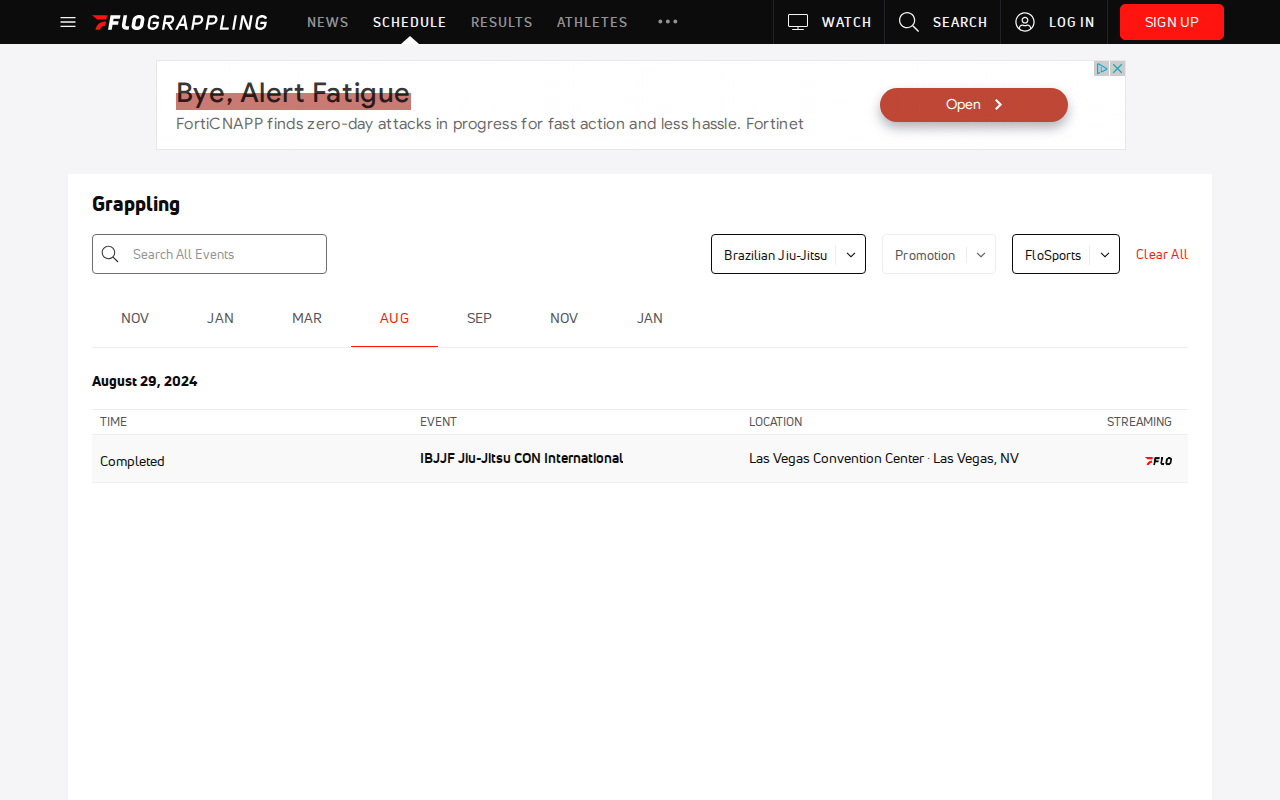 FLOGRAPPLING NEWS SCHEDULE RESULTS ATHLETES WATCH SEARCH LOG IN SIGN UP
Bye, Alert Fatigue
FortiCNAPP finds zero-day attacks in progress for fast action and less hassle. Fortinet
Open
Grappling
Search All Events Brazilian Jiu-Jitsu Promotion FloSports Clear All
NOV JAN MAR AUG SEP NOV JAN
August 29, 2024
TIME EVENT LOCATION STREAMING
Completed IBJJF Jiu-Jitsu CON International Las Vegas Convention Center · Las Vegas, NV FLO